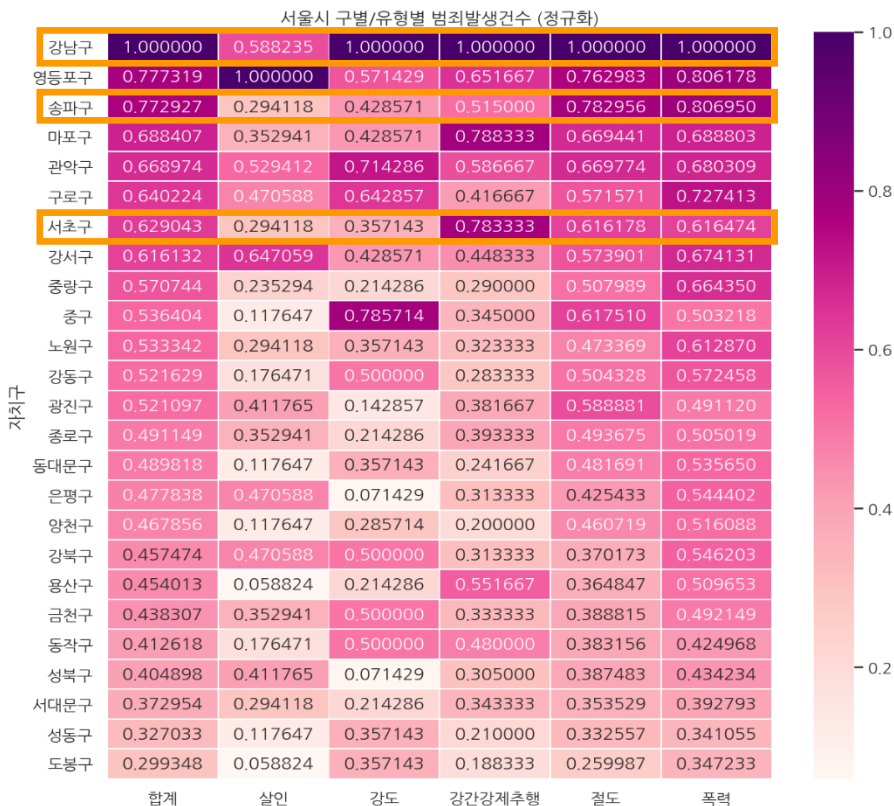 서울시 구별/유형별 범죄발생건수 (정규화)
강남구 1.000000 0.588235 1.000000 1.000000 1.000000 1.000000
영등포구 0.777319 1.000000 0.571429 0.651667 0.762983 0.806178
송파구 0.772927 0.294118 0.428571 0.515000 0.782956 0.806950
마포구 0.688407 0.352941 0.428571 0.788333 0.669441 0.688803
관악구 0.668974 0.529412 0.714286 0.586667 0.669774 0.680309
구로구 0.640224 0.470588 0.642857 0.416667 0.571571 0.727413
서초구 0.629043 0.294118 0.357143 0.783333 0.616178 0.616474
강서구 0.616132 0.647059 0.428571 0.448333 0.573901 0.674131
중랑구 0.570744 0.235294 0.214286 0.290000 0.507989 0.664350
중구 0.536404 0.117647 0.785714 0.345000 0.617510 0.503218
노원구 0.533342 0.294118 0.357143 0.323333 0.473369 0.612870
강동구 0.521629 0.176471 0.500000 0.283333 0.504328 0.572458
광진구 0.521097 0.411765 0.142857 0.381667 0.588881 0.491120
종로구 0.491149 0.352941 0.214286 0.393333 0.493675 0.505019
동대문구 0.489818 0.117647 0.357143 0.241667 0.481691 0.535650
은평구 0.477838 0.470588 0.071429 0.313333 0.425433 0.544402
양천구 0.467856 0.117647 0.285714 0.200000 0.460719 0.516088
강북구 0.457474 0.470588 0.500000 0.313333 0.370173 0.546203
용산구 0.454013 0.058824 0.214286 0.551667 0.364847 0.509653
금천구 0.438307 0.352941 0.500000 0.333333 0.388815 0.492149
동작구 0.412618 0.176471 0.500000 0.480000 0.383156 0.424968
성북구 0.404898 0.411765 0.071429 0.305000 0.387483 0.434234
서대문구 0.372954 0.294118 0.214286 0.343333 0.353529 0.392793
성동구 0.327033 0.117647 0.357143 0.210000 0.332557 0.341055
도봉구 0.299348 0.058824 0.357143 0.188333 0.259987 0.347233
합계 살인 강도 강간강제추행 절도 폭력
자치구
1.0
0.8
0.6
0.4
0.2